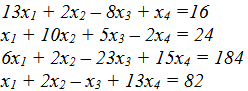 13x₁ + 2x₂ – 8x₃ + x₄ =16
x₁ + 10x₂ + 5x₃ – 2x₄ = 24
6x₁ + 2x₂ – 23x₃ + 15x₄ = 184
x₁ + 2x₂ – x₃ + 13x₄ = 82